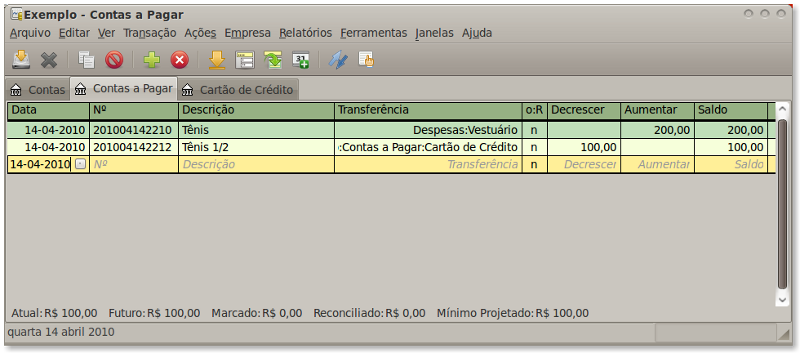 Exemplo - Contas a Pagar
Arquivo Editar Ver Transação Ações Empresa Relatórios Ferramentas Janelas Ajuda
Contas Contas a Pagar Cartão de Crédito
Data Nº Descrição Transferência o:R Decrescer Aumentar Saldo
14-04-2010 201004142210 Tênis Despesas:Vestuário n 200,00 200,00
14-04-2010 201004142212 Tênis 1/2 :Contas a Pagar:Cartão de Crédito n 100,00 100,00
14-04-2010 Nº Descrição Transferência n Decrescer Aumentar Saldo
Atual: R$ 100,00 Futuro: R$ 100,00 Marcado: R$ 0,00 Reconciliado: R$ 0,00 Mínimo Projetado: R$ 100,00
quarta 14 abril 2010